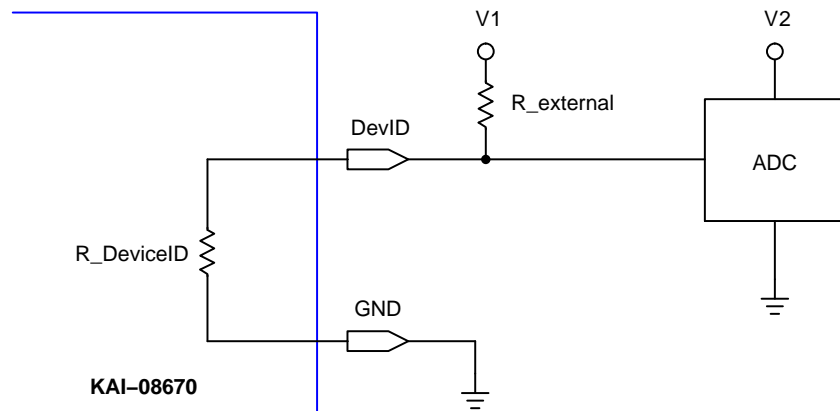 V1
V2
R_external
DevID
ADC
R_DeviceID
GND
KAI–08670